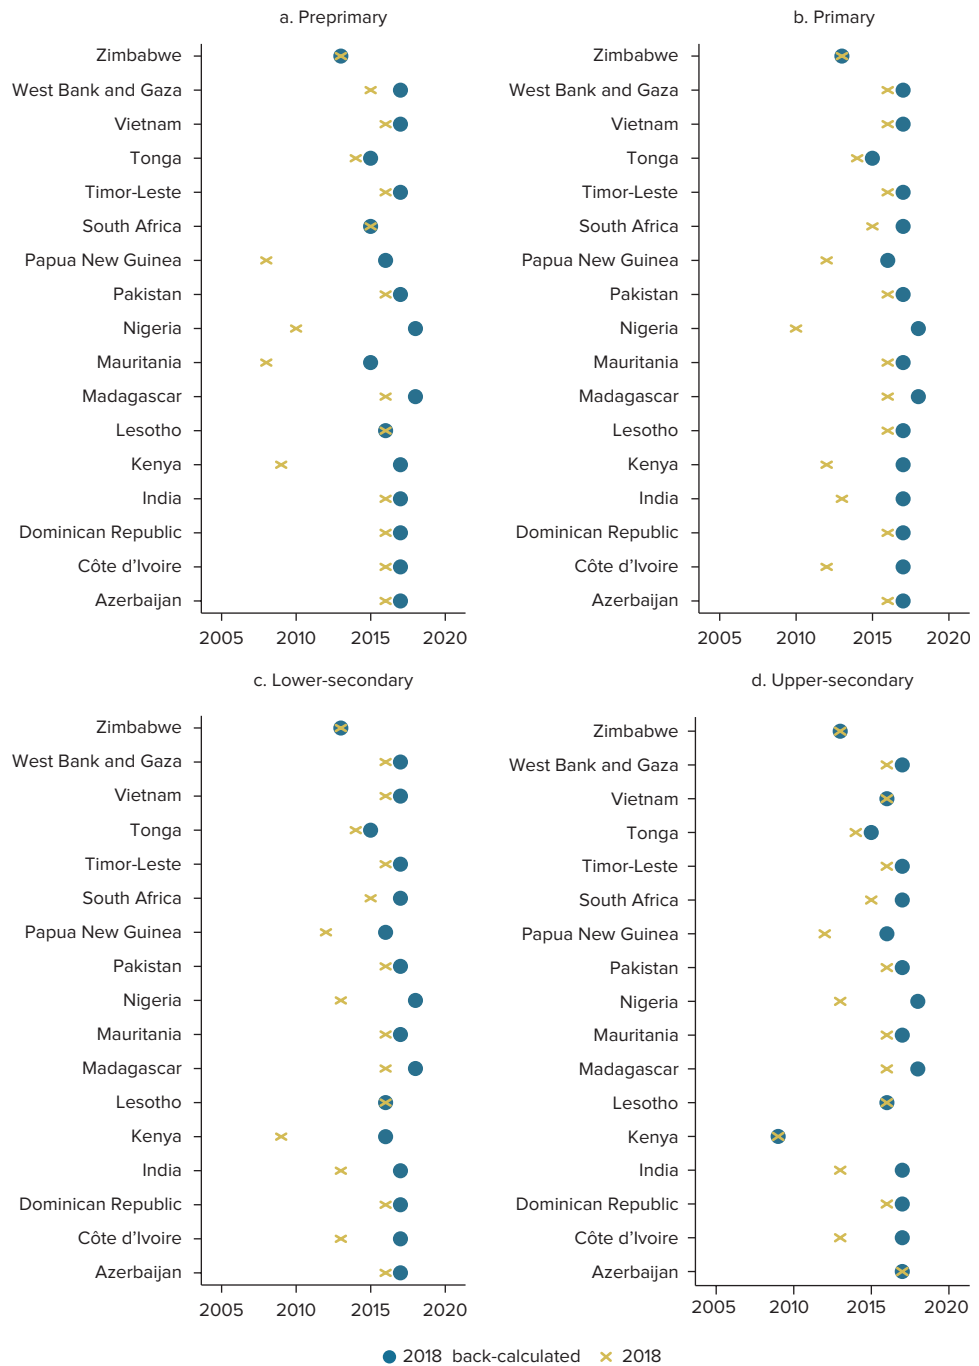 a. Preprimary
Zimbabwe
West Bank and Gaza
Vietnam
Tonga
Timor-Leste
South Africa
Papua New Guinea
Pakistan
Nigeria
Mauritania
Madagascar
Lesotho
Kenya
India
Dominican Republic
Côte d’Ivoire
Azerbaijan
2005 2010 2015 2020
b. Primary
Zimbabwe
West Bank and Gaza
Vietnam
Tonga
Timor-Leste
South Africa
Papua New Guinea
Pakistan
Nigeria
Mauritania
Madagascar
Lesotho
Kenya
India
Dominican Republic
Côte d’Ivoire
Azerbaijan
2005 2010 2015 2020
c. Lower-secondary
Zimbabwe
West Bank and Gaza
Vietnam
Tonga
Timor-Leste
South Africa
Papua New Guinea
Pakistan
Nigeria
Mauritania
Madagascar
Lesotho
Kenya
India
Dominican Republic
Côte d’Ivoire
Azerbaijan
2005 2010 2015 2020
d. Upper-secondary
Zimbabwe
West Bank and Gaza
Vietnam
Tonga
Timor-Leste
South Africa
Papua New Guinea
Pakistan
Nigeria
Mauritania
Madagascar
Lesotho
Kenya
India
Dominican Republic
Côte d’Ivoire
Azerbaijan
2005 2010 2015 2020
2018 back-calculated 2018